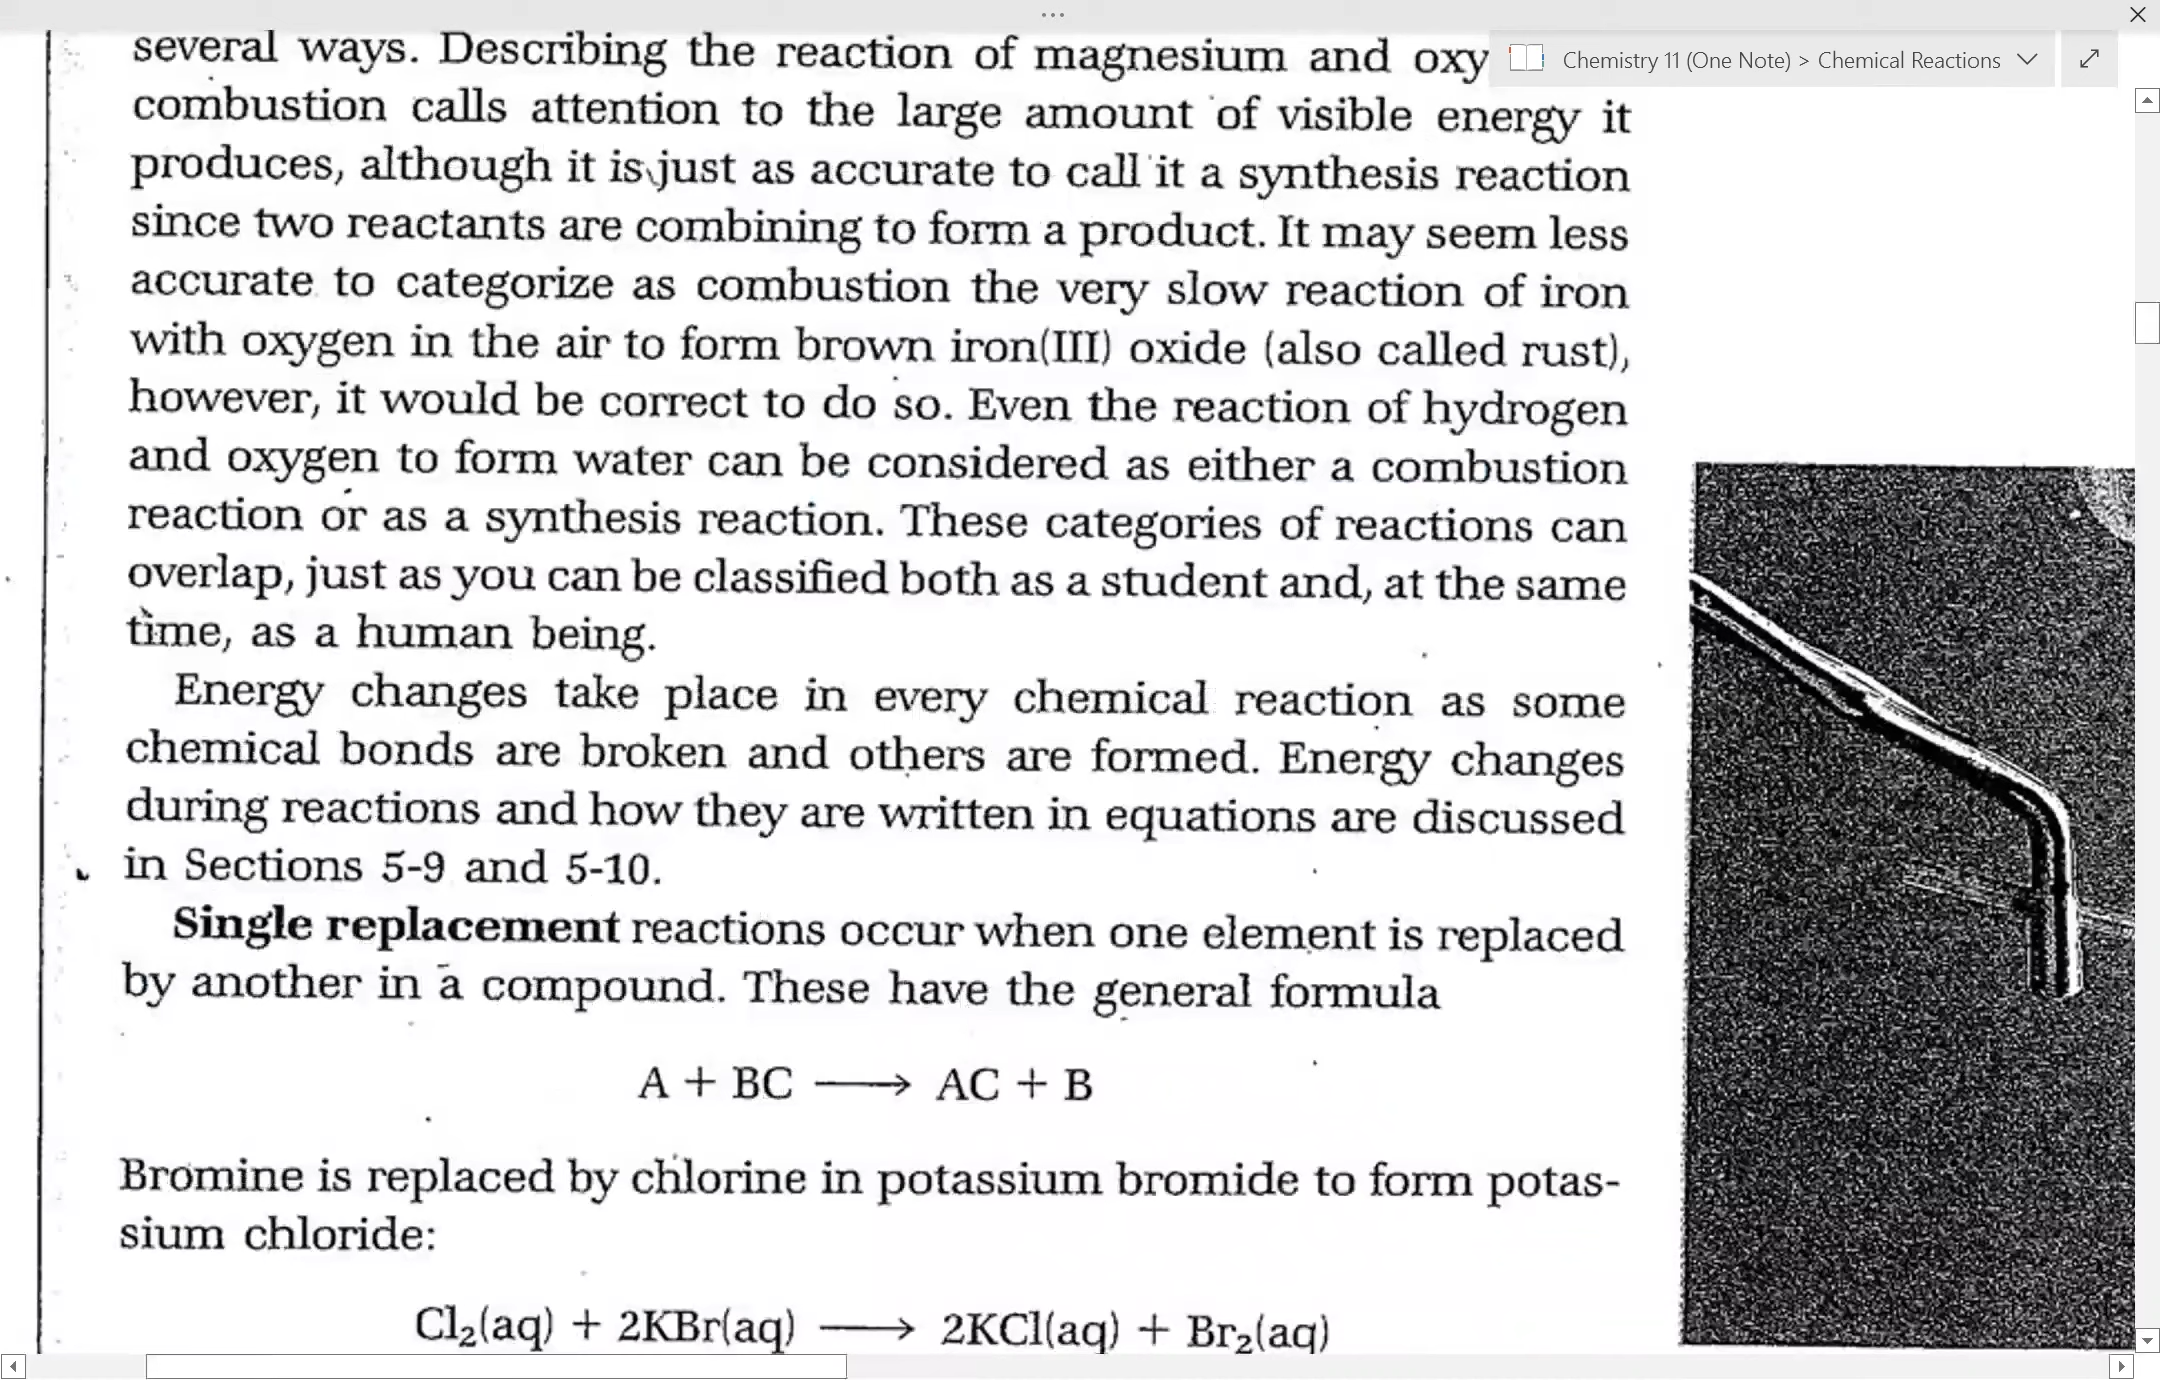 ...
several ways. Describing the reaction of magnesium and oxy
Chemistry 11 (One Note) > Chemical Reactions
combustion calls attention to the large amount of visible energy it
produces, although it is just as accurate to call it a synthesis reaction
since two reactants are combining to form a product. It may seem less
accurate to categorize as combustion the very slow reaction of iron
with oxygen in the air to form brown iron(III) oxide (also called rust),
however, it would be correct to do so. Even the reaction of hydrogen
and oxygen to form water can be considered as either a combustion
reaction or as a synthesis reaction. These categories of reactions can
overlap, just as you can be classified both as a student and, at the same
time, as a human being.
Energy changes take place in every chemical reaction as some
chemical bonds are broken and others are formed. Energy changes
during reactions and how they are written in equations are discussed
in Sections 5-9 and 5-10.
Single replacement reactions occur when one element is replaced
by another in a compound. These have the general formula
A + BC ⟶ AC + B
Bromine is replaced by chlorine in potassium bromide to form potas-
sium chloride:
Cl₂(aq) + 2KBr(aq) ⟶ 2KCl(aq) + Br₂(aq)